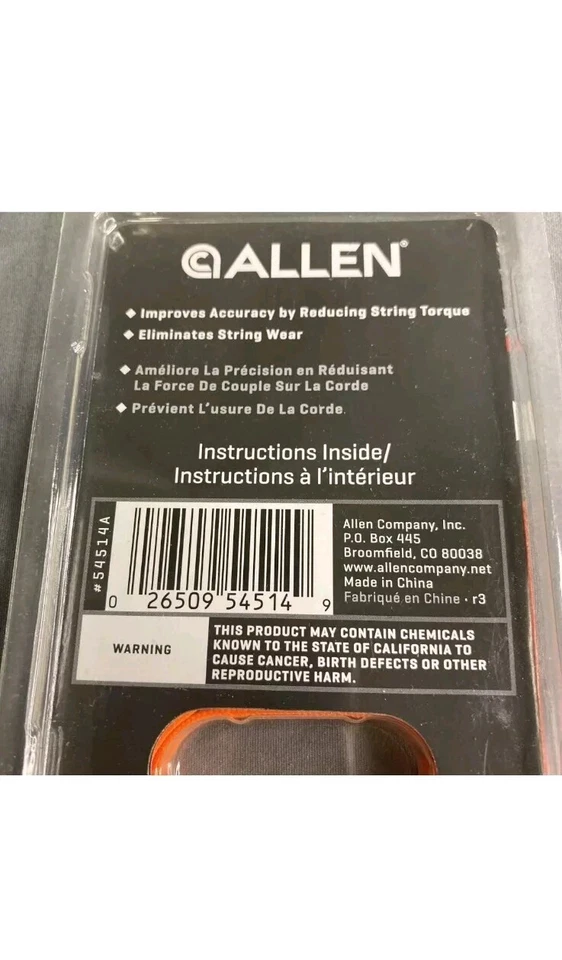 ALLEN®
◆ Improves Accuracy by Reducing String Torque
◆ Eliminates String Wear
◆ Améliore La Précision en Réduisant
La Force De Couple Sur La Corde
◆ Prévient L'usure De La Corde
Instructions Inside/
Instructions à l'intérieur
#54514A
0 26509 54514 9
Allen Company, Inc.
P.O. Box 445
Broomfield, CO 80038
www.allencompany.net
Made in China
Fabriqué en Chine · r3
WARNING
THIS PRODUCT MAY CONTAIN CHEMICALS
KNOWN TO THE STATE OF CALIFORNIA TO
CAUSE CANCER, BIRTH DEFECTS OR OTHER
REPRODUCTIVE HARM.